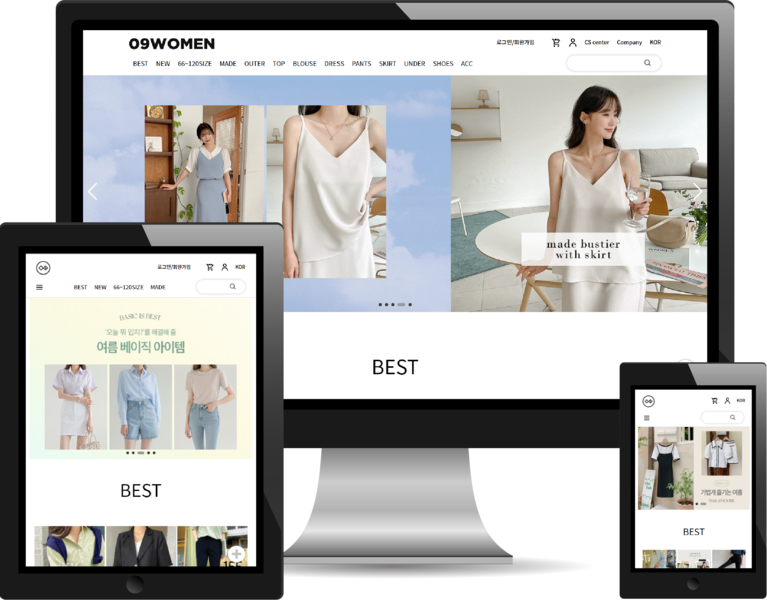 09WOMEN
로그인/회원가입 CS center Company KOR
BEST NEW 66~120SIZE MADE OUTER TOP BLOUSE DRESS PANTS SKIRT UNDER SHOES ACC
made bustier
with skirt
BEST
로그인/회원가입 KOR
BEST NEW 66~120SIZE MADE
BASIC IS BEST
'오늘 뭐 입지?'를 해결해 줄
여름 베이직 아이템
BEST
KOR
가볍게 즐기는 여름
BEST